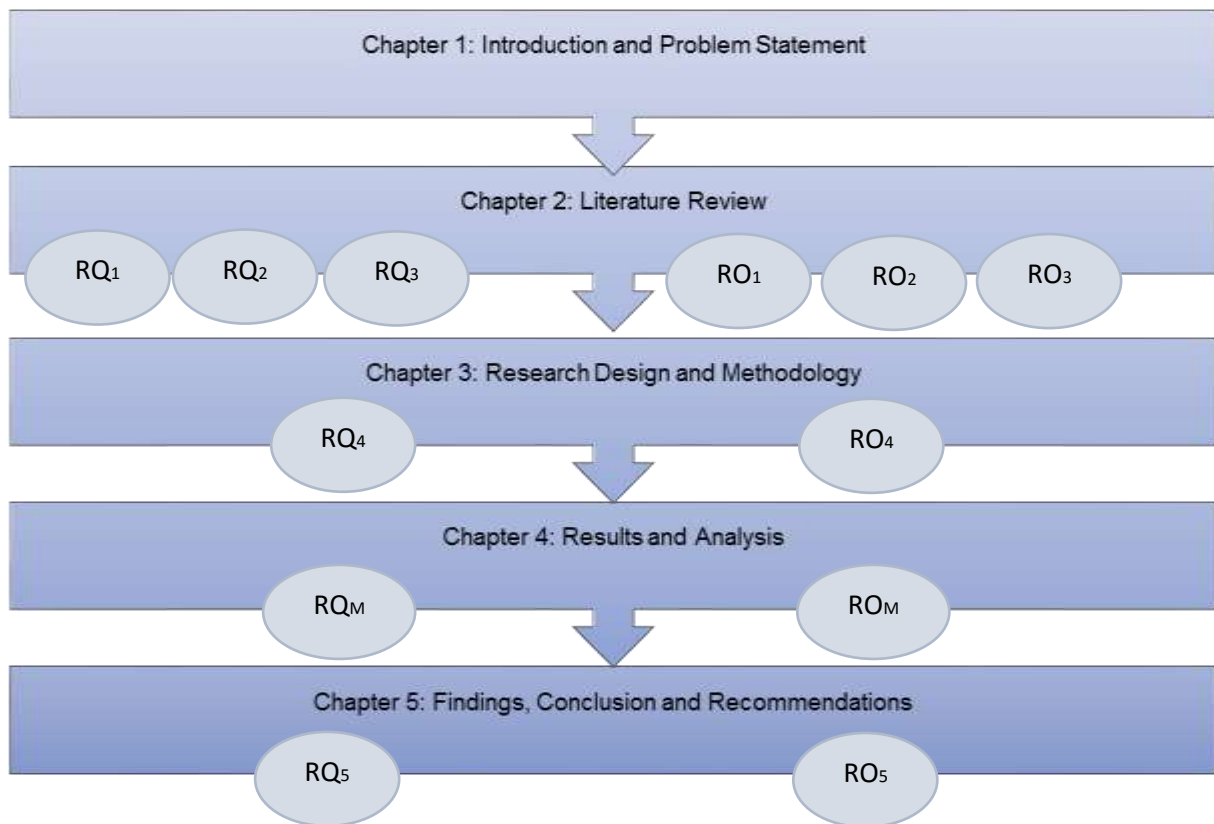 Chapter 1: Introduction and Problem Statement
Chapter 2: Literature Review
RQ1 RQ2 RQ3 RO1 RO2 RO3
Chapter 3: Research Design and Methodology
RQ4 RO4
Chapter 4: Results and Analysis
RQM ROM
Chapter 5: Findings, Conclusion and Recommendations
RQ5 RO5